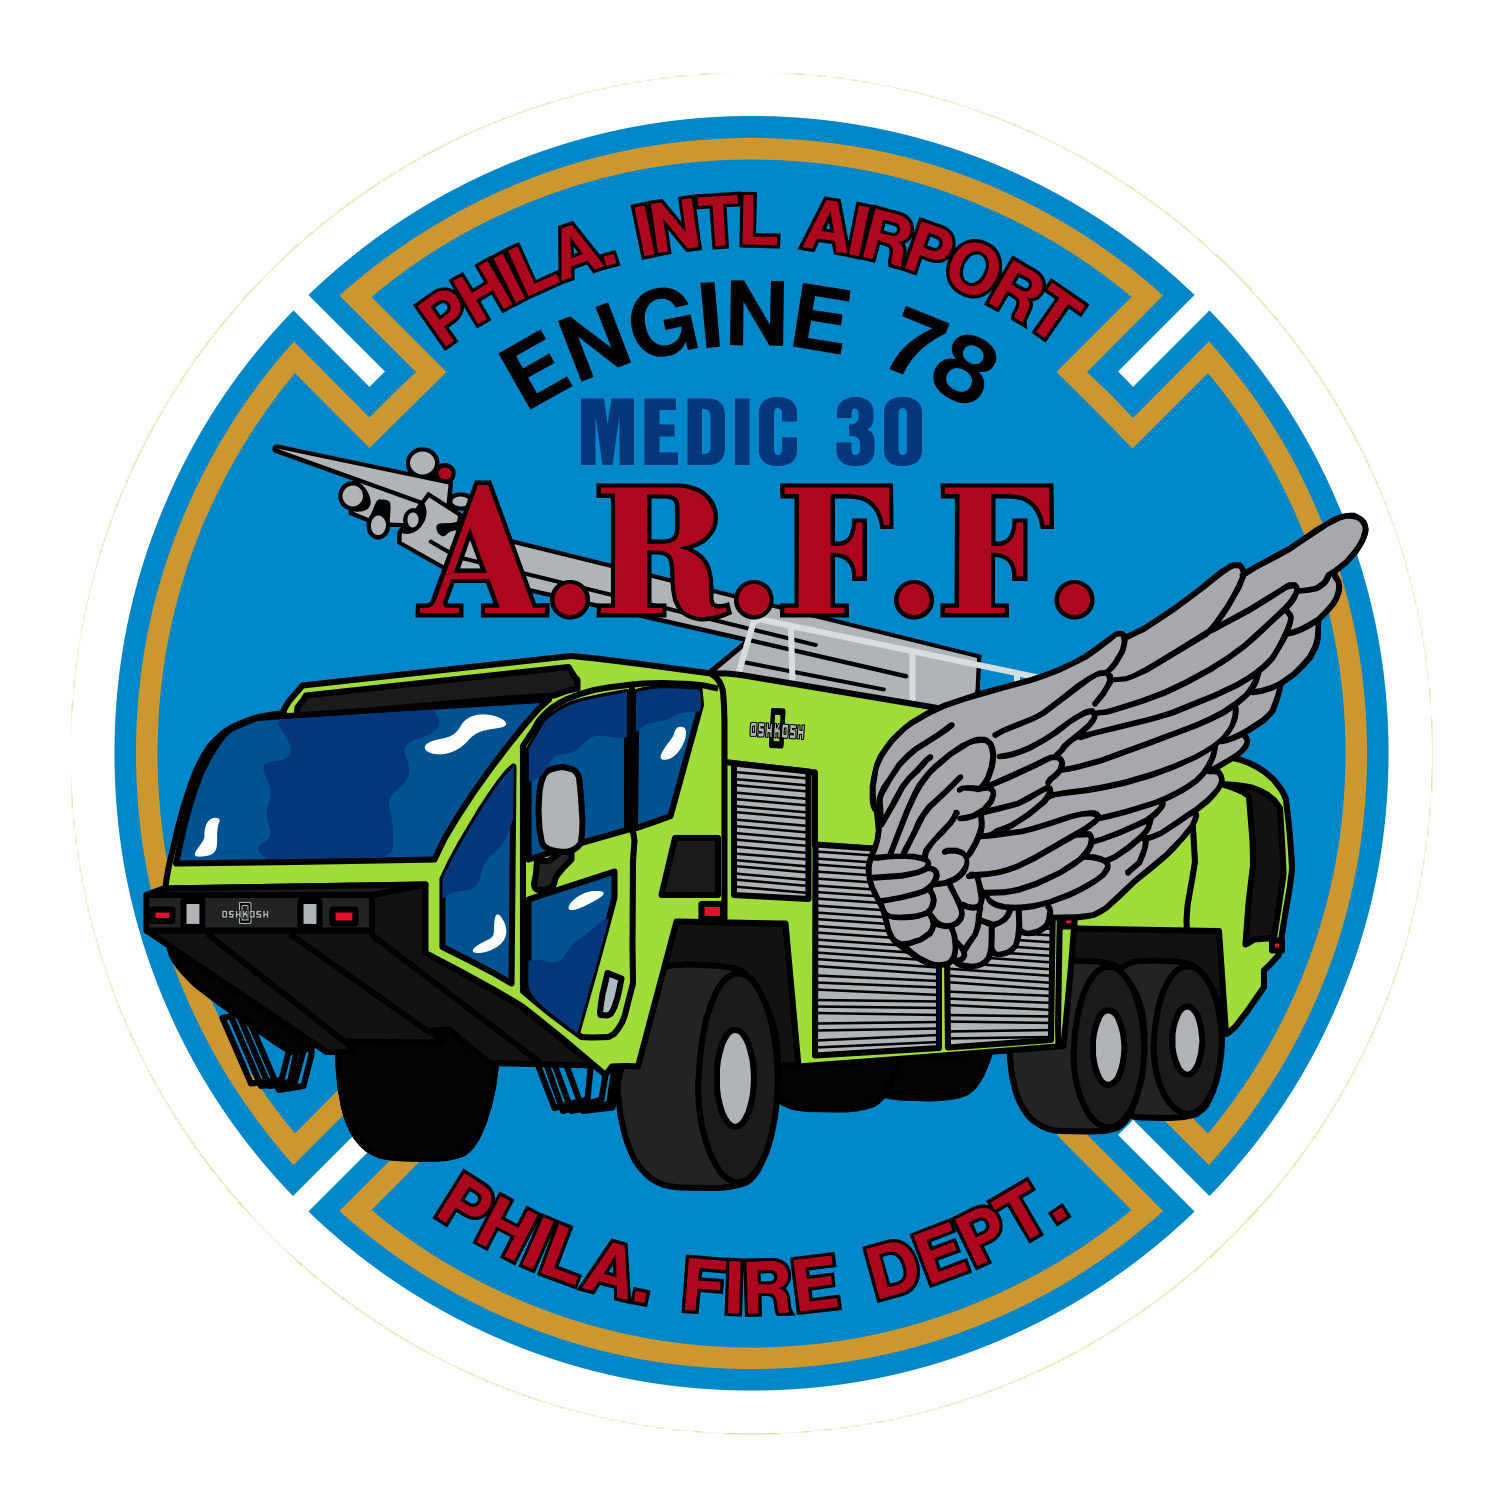 PHILA. INTL AIRPORT
ENGINE 78
MEDIC 30
A.R.F.F.
OSHKOSH
OSHKOSH
PHILA. FIRE DEPT.